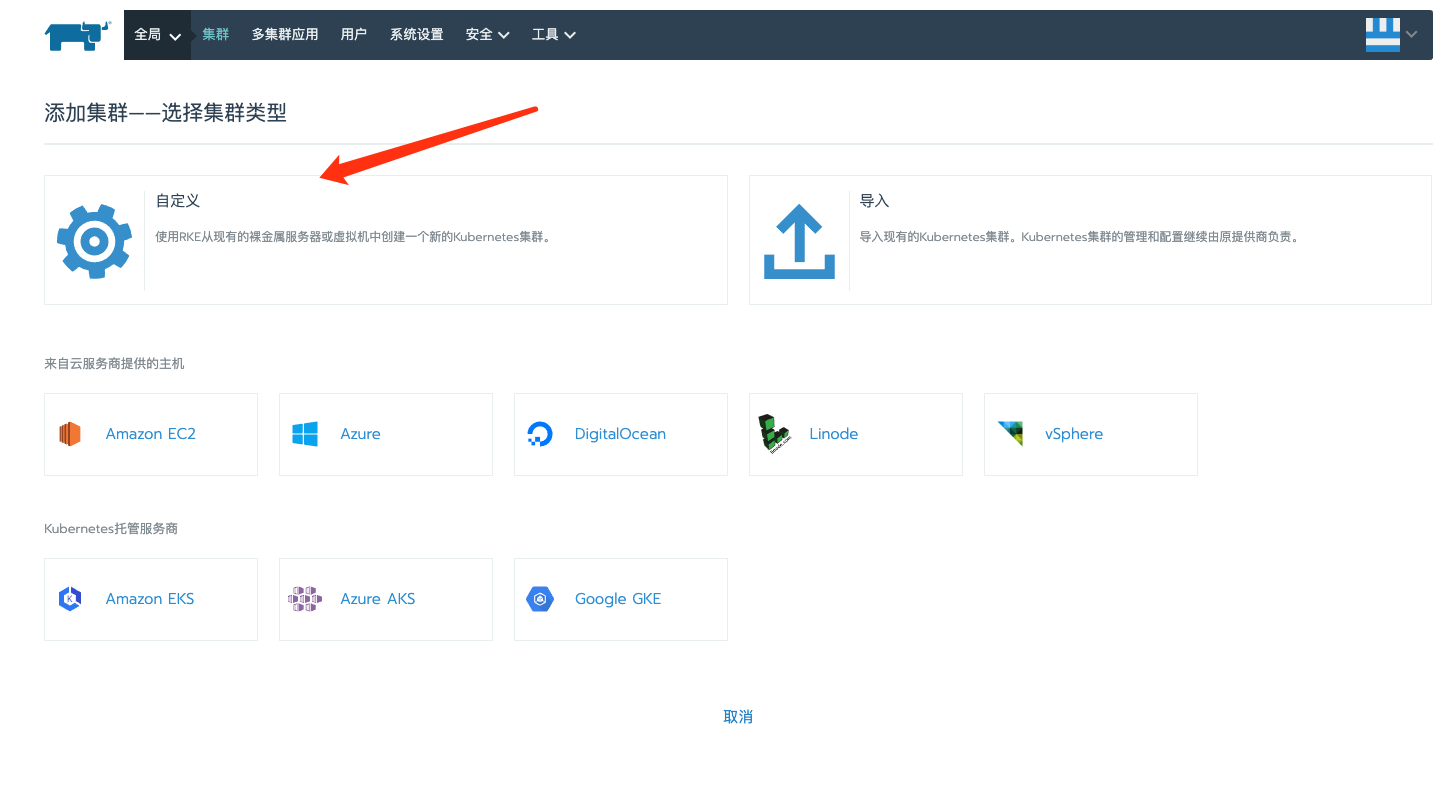 全局 集群 多集群应用 用户 系统设置 安全 工具
添加集群——选择集群类型
自定义
使用RKE从现有的裸金属服务器或虚拟机中创建一个新的Kubernetes集群。
导入
导入现有的Kubernetes集群。Kubernetes集群的管理和配置继续由原提供商负责。
来自云服务商提供的主机
Amazon EC2
Azure
DigitalOcean
linode.com
Linode
vSphere
Kubernetes托管服务商
K
Amazon EKS
Azure AKS
Google GKE
取消